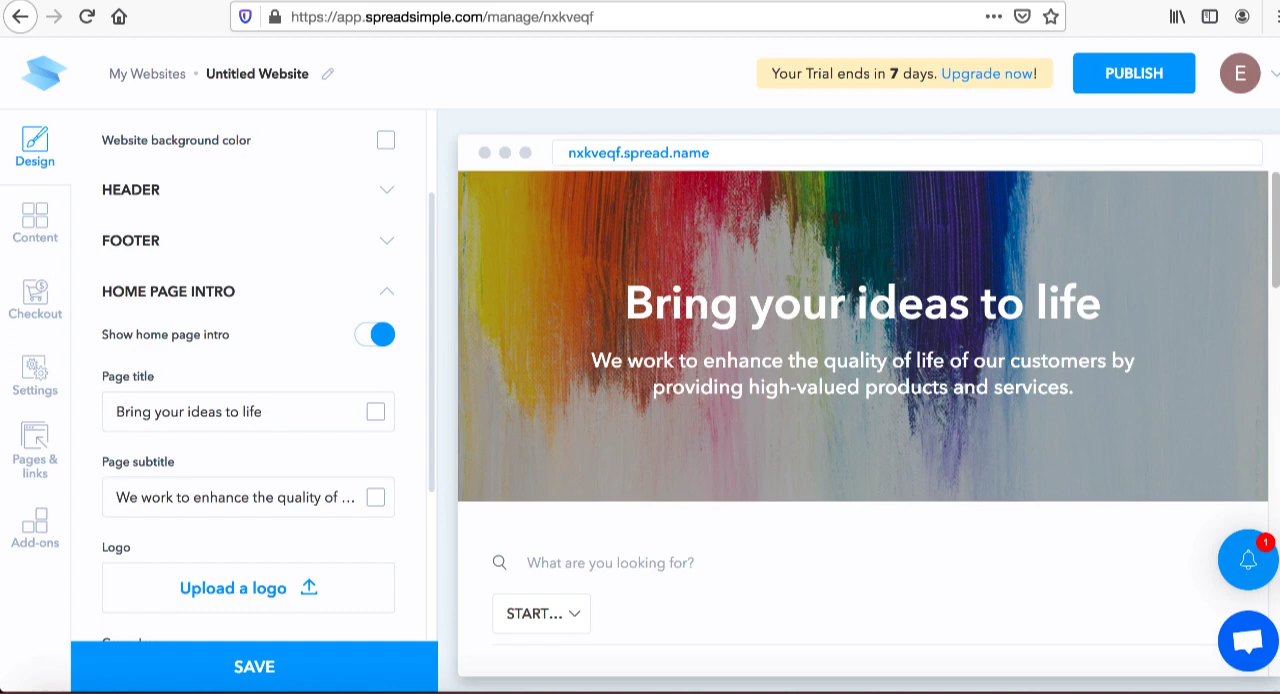 https://app.spreadsimple.com/manage/nxkveqf
My Websites • Untitled Website
Your Trial ends in 7 days. Upgrade now!
PUBLISH
E
Design
Content
Checkout
Settings
Pages &
links
Add-ons
Website background color
HEADER
FOOTER
HOME PAGE INTRO
Show home page intro
Page title
Bring your ideas to life
Page subtitle
We work to enhance the quality of ...
Logo
Upload a logo
SAVE
nxkveqf.spread.name
Bring your ideas to life
We work to enhance the quality of life of our customers by
providing high-valued products and services.
What are you looking for?
START...
1